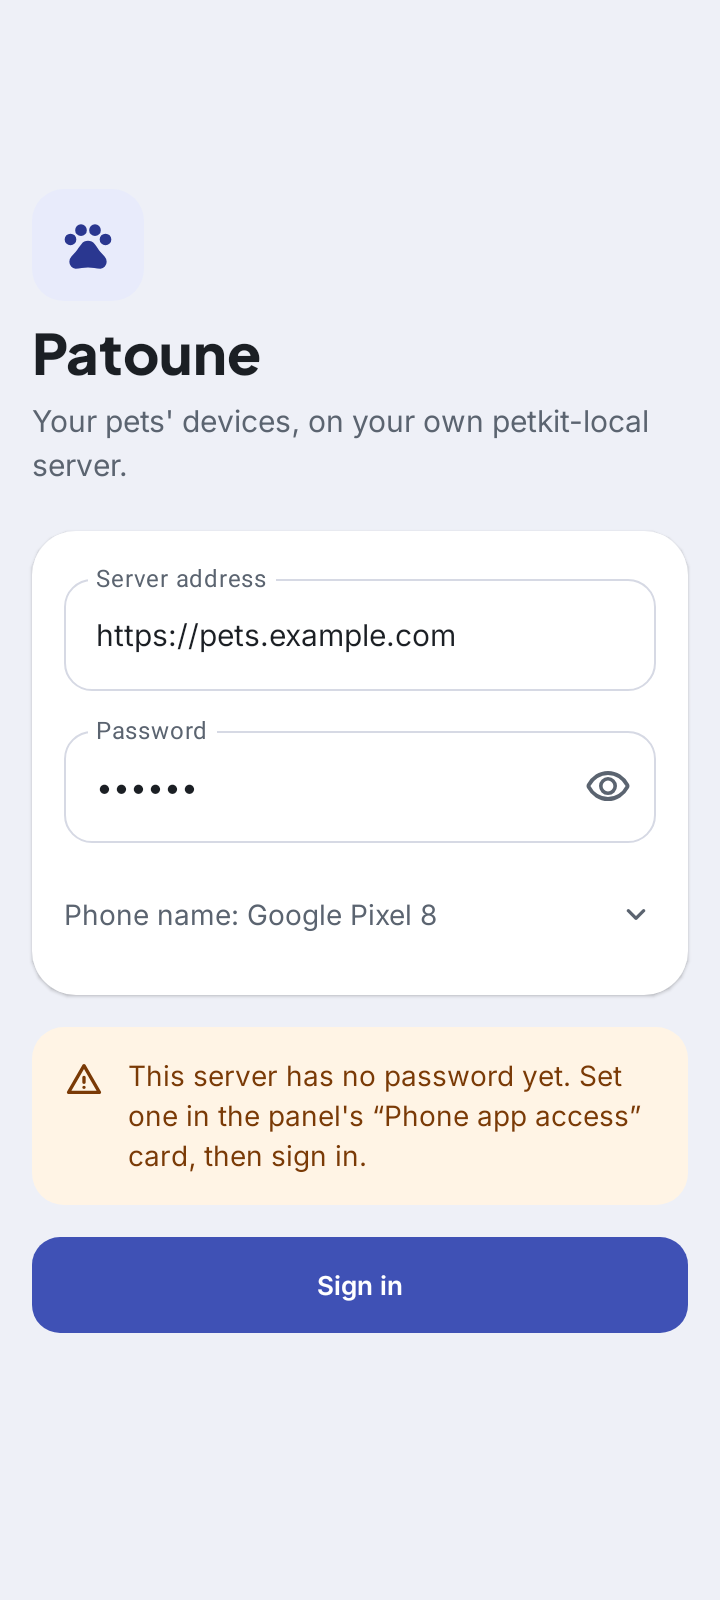 Patoune
Your pets' devices, on your own petkit-local
server.
Server address
https://pets.example.com
Password
••••••
Phone name: Google Pixel 8
This server has no password yet. Set
one in the panel's “Phone app access”
card, then sign in.
Sign in